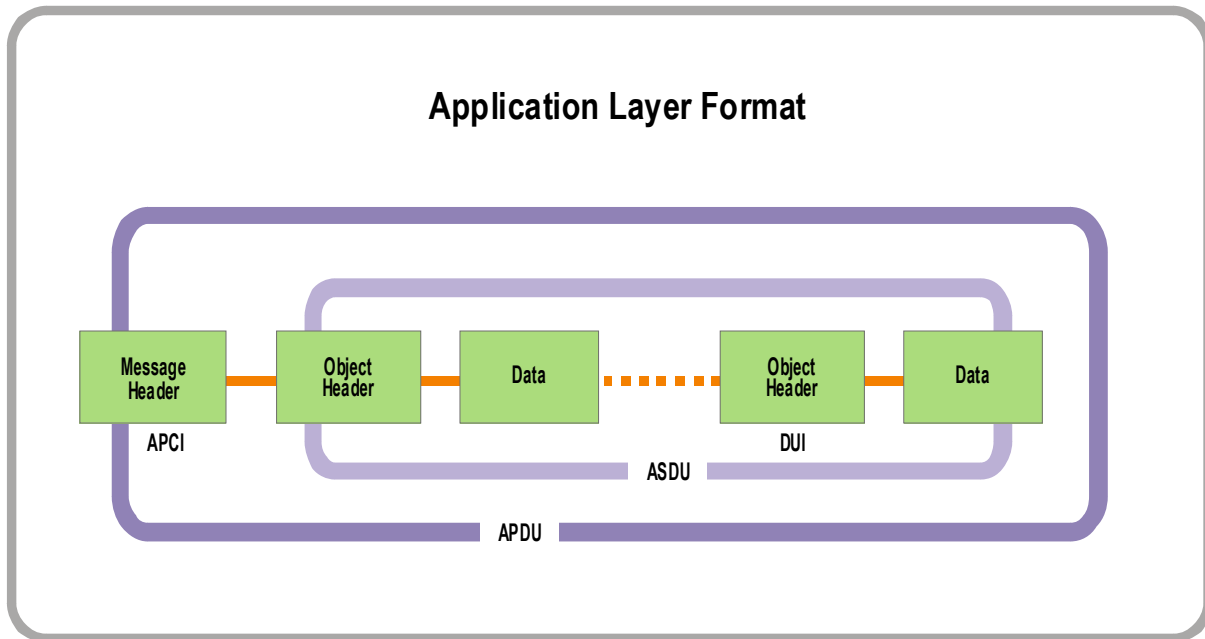 Application Layer Format
Message
Header
Object
Header
Data
Object
Header
Data
APCI
DUI
ASDU
APDU